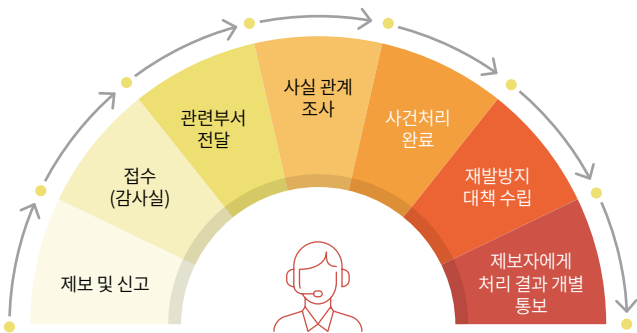 제보 및 신고
접수
(감사실)
관련부서
전달
사실 관계
조사
사건처리
완료
재발방지
대책 수립
제보자에게
처리 결과 개별
통보